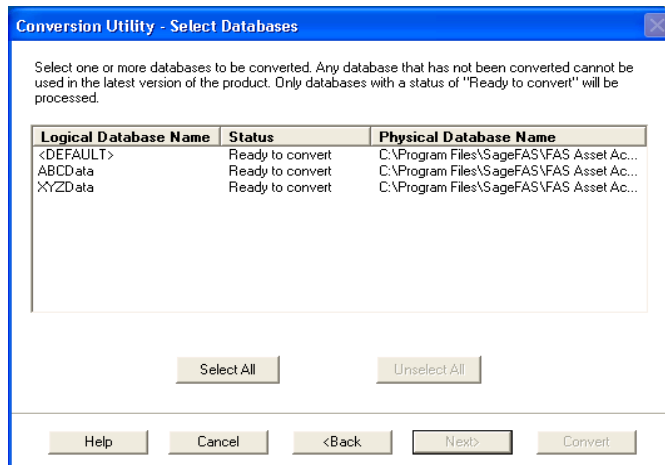 Conversion Utility - Select Databases
Select one or more databases to be converted. Any database that has not been converted cannot be
used in the latest version of the product. Only databases with a status of "Ready to convert" will be
processed.
Logical Database Name Status Physical Database Name
<DEFAULT> Ready to convert C:\Program Files\SageFAS\FAS Asset Ac...
ABCData Ready to convert C:\Program Files\SageFAS\FAS Asset Ac...
XYZData Ready to convert C:\Program Files\SageFAS\FAS Asset Ac...
Select All Unselect All
Help Cancel <Back Next> Convert